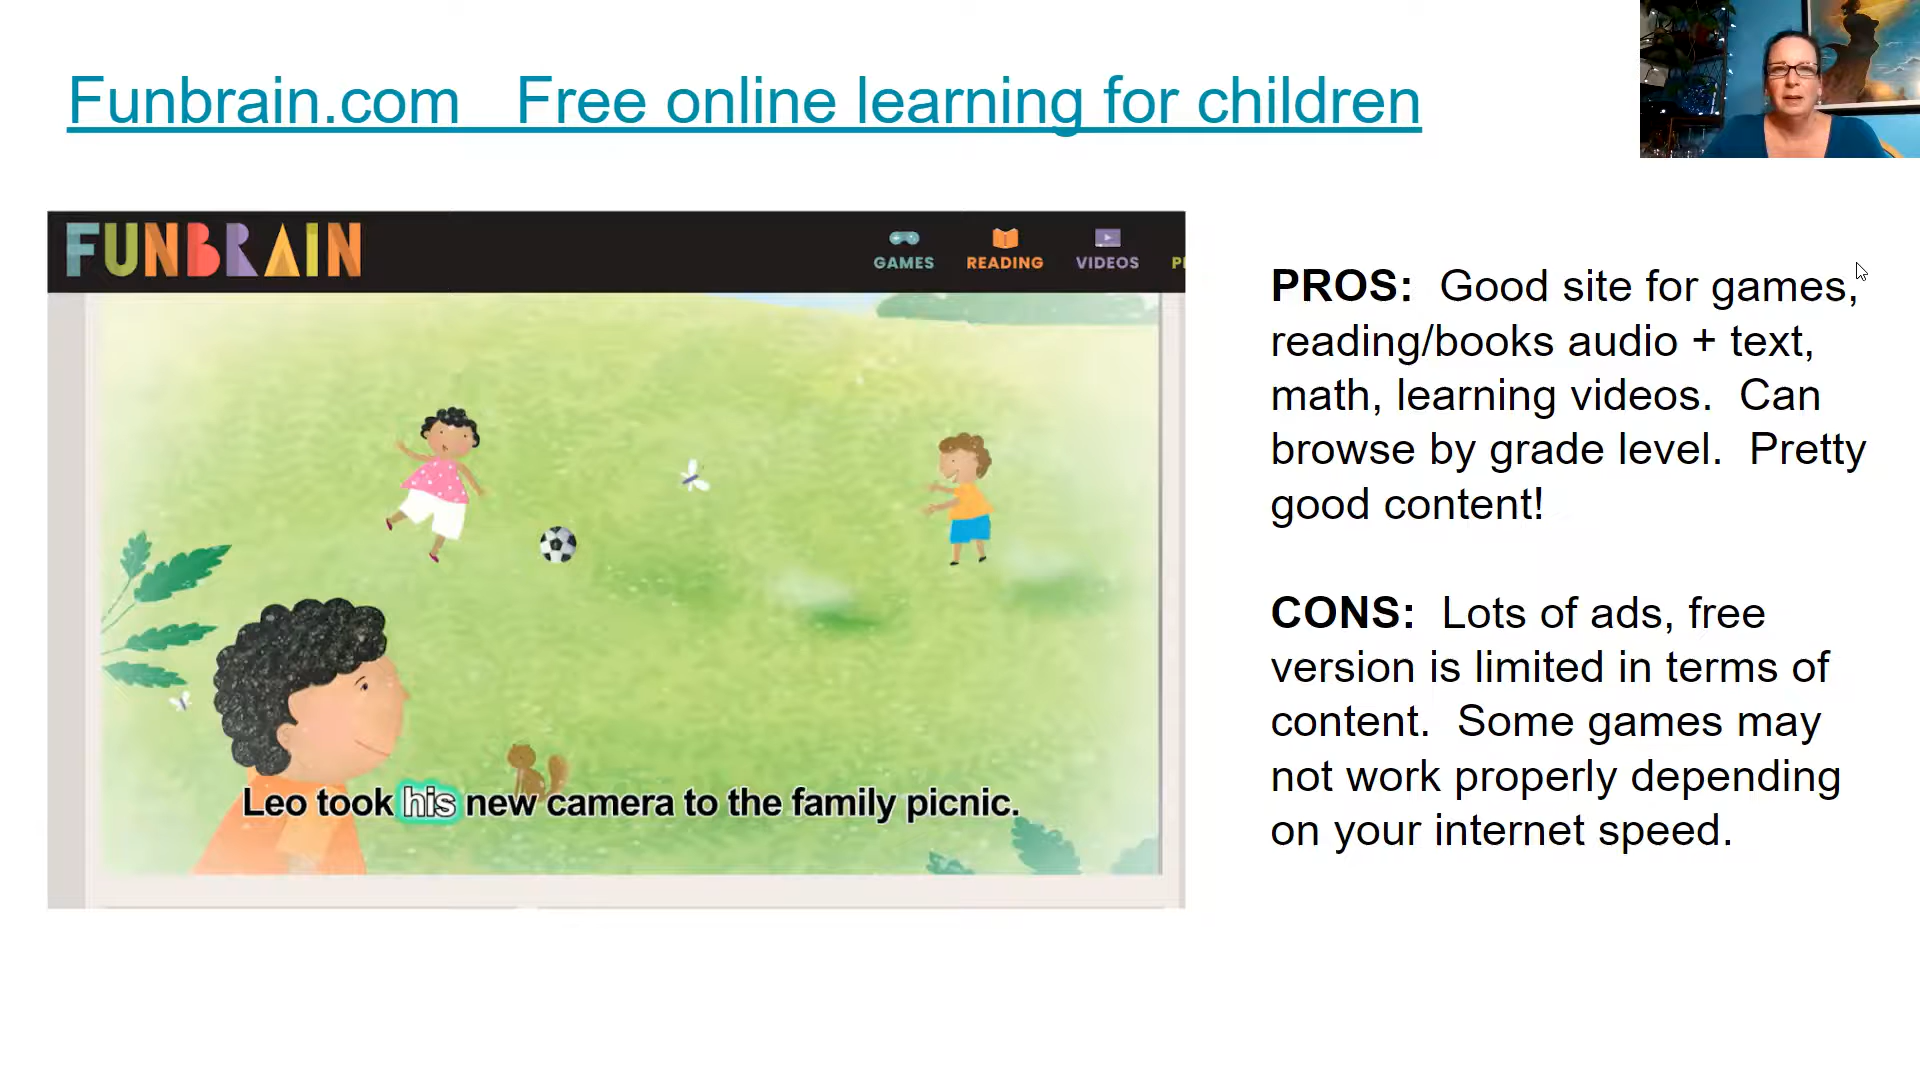 Funbrain.com   Free online learning for children
FUNBRAIN
GAMES READING VIDEOS
PROS:  Good site for games,
reading/books audio + text,
math, learning videos.  Can
browse by grade level.  Pretty
good content!
CONS:  Lots of ads, free
version is limited in terms of
content.  Some games may
not work properly depending
on your internet speed.
Leo took his new camera to the family picnic.